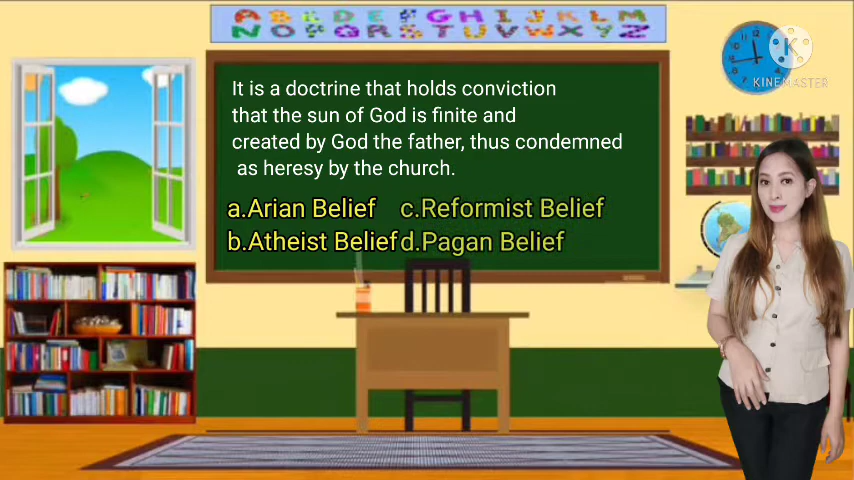 A B C D E F G H I J K L M
N O P Q R S T U V W X Y Z
K
KINEMASTER
It is a doctrine that holds conviction
that the sun of God is finite and
created by God the father, thus condemned
as heresy by the church.
a.Arian Belief c.Reformist Belief
b.Atheist Belief d.Pagan Belief